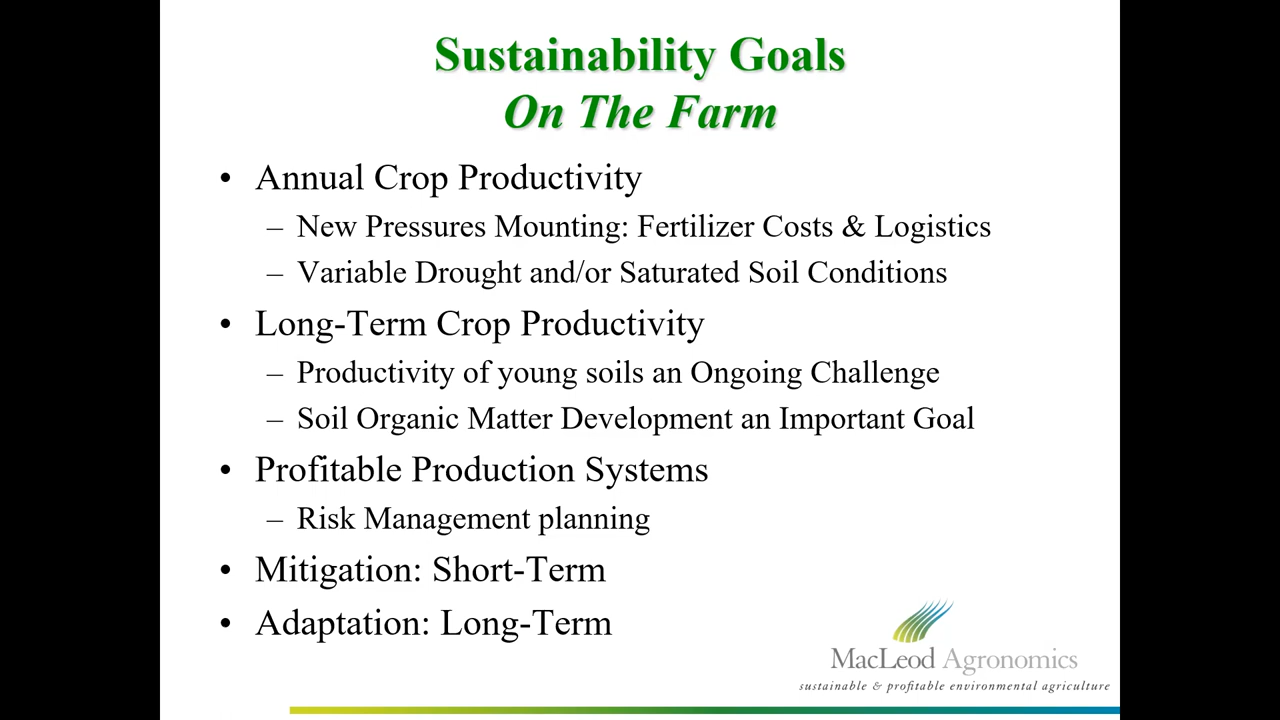 Sustainability Goals
On The Farm
• Annual Crop Productivity
– New Pressures Mounting: Fertilizer Costs & Logistics
– Variable Drought and/or Saturated Soil Conditions
• Long-Term Crop Productivity
– Productivity of young soils an Ongoing Challenge
– Soil Organic Matter Development an Important Goal
• Profitable Production Systems
– Risk Management planning
• Mitigation: Short-Term
• Adaptation: Long-Term
MacLeod Agronomics
sustainable & profitable environmental agriculture